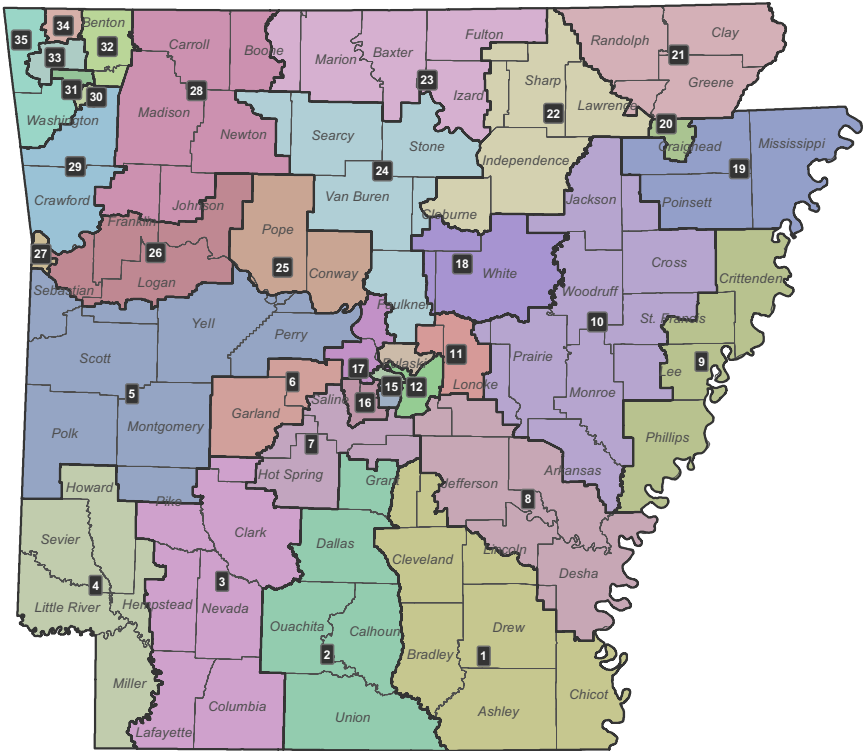 35
34
Benton
33
32
31
30
Washington
29
Crawford
Carroll
Boone
28
Madison
Newton
Marion
Baxter
Fulton
23
Izard
Sharp
22
Lawrence
Randolph
Clay
21
Greene
20
Craighead
Mississippi
19
Poinsett
Searcy
Stone
24
Van Buren
Independence
Cleburne
Jackson
Johnson
Franklin
26
Logan
27
Sebastian
Pope
25
Conway
Faulkner
18
White
Woodruff
Cross
Crittenden
St. Francis
10
9
Lee
Yell
Perry
Scott
5
Polk
Montgomery
17
Pulaski
11
Lonoke
Prairie
Monroe
Phillips
6
Garland
Saline
15
12
16
7
Hot Spring
Grant
Jefferson
8
Arkansas
Howard
Pike
Sevier
4
Little River
Clark
3
Hempstead
Nevada
Dallas
Cleveland
Lincoln
Desha
Ouachita
Calhoun
2
Bradley
Drew
1
Miller
Lafayette
Columbia
Union
Ashley
Chicot